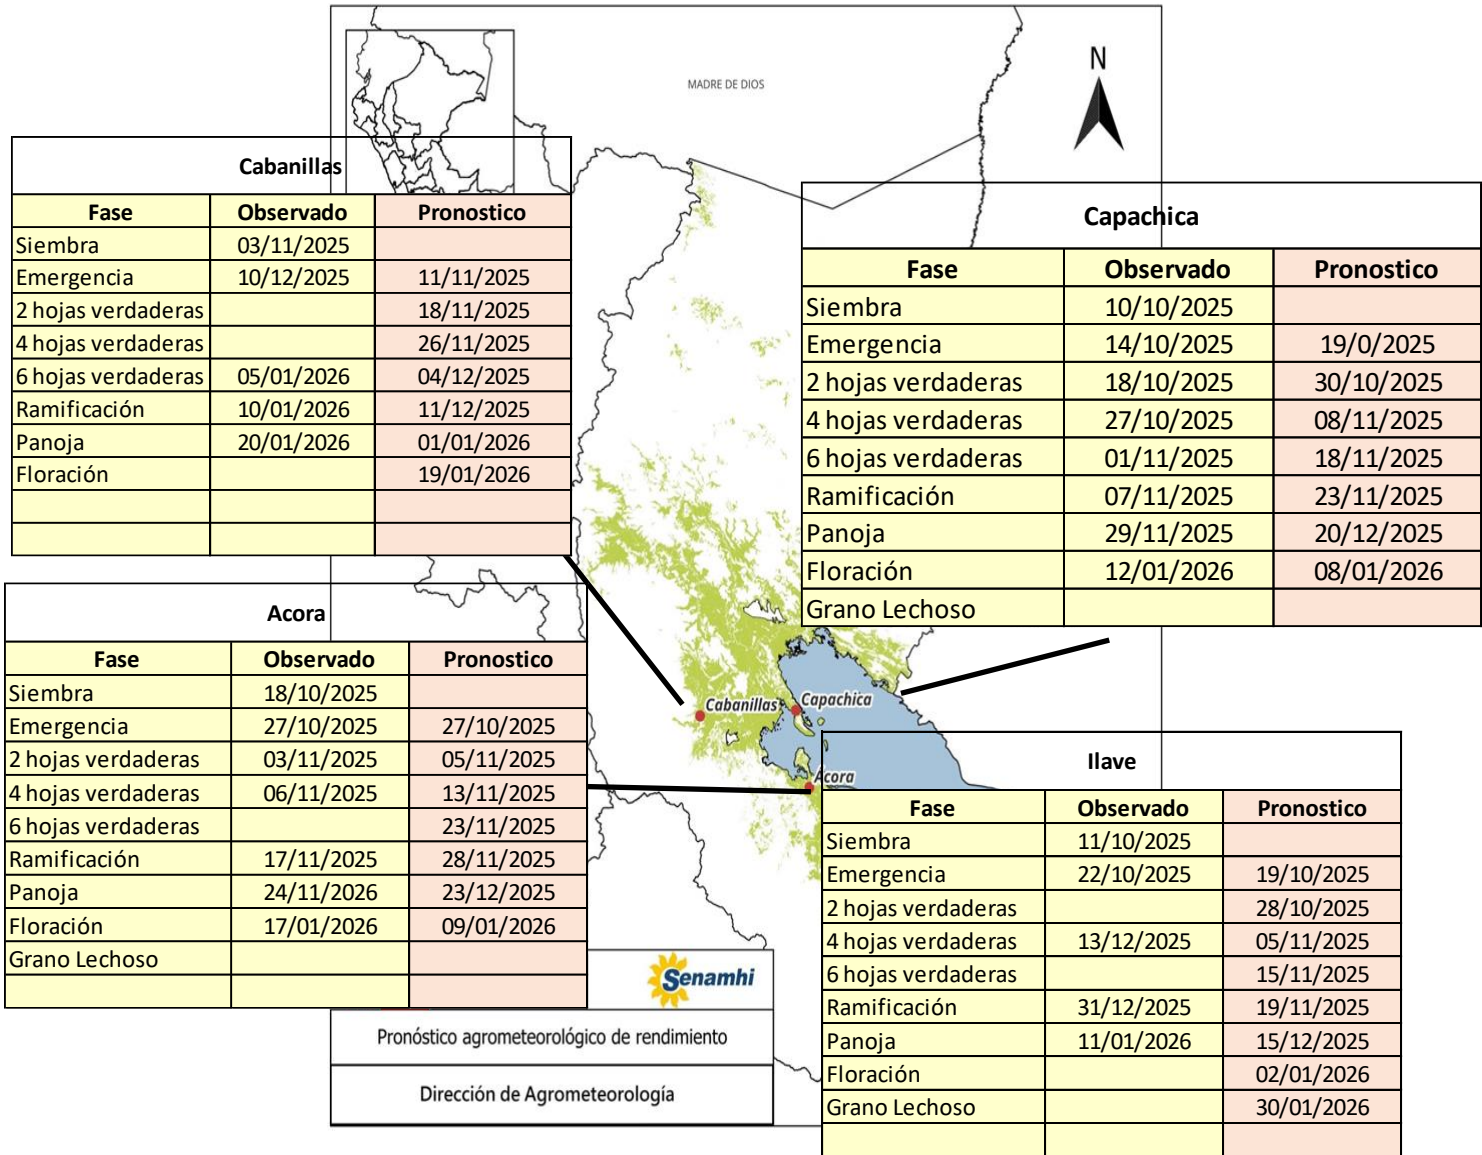 MADRE DE DIOS
N
Cabanillas
Fase Observado Pronostico
Siembra 03/11/2025
Emergencia 10/12/2025 11/11/2025
2 hojas verdaderas 18/11/2025
4 hojas verdaderas 26/11/2025
6 hojas verdaderas 05/01/2026 04/12/2025
Ramificación 10/01/2026 11/12/2025
Panoja 20/01/2026 01/01/2026
Floración 19/01/2026
Capachica
Fase Observado Pronostico
Siembra 10/10/2025
Emergencia 14/10/2025 19/0/2025
2 hojas verdaderas 18/10/2025 30/10/2025
4 hojas verdaderas 27/10/2025 08/11/2025
6 hojas verdaderas 01/11/2025 18/11/2025
Ramificación 07/11/2025 23/11/2025
Panoja 29/11/2025 20/12/2025
Floración 12/01/2026 08/01/2026
Grano Lechoso
Acora
Fase Observado Pronostico
Siembra 18/10/2025
Emergencia 27/10/2025 27/10/2025
2 hojas verdaderas 03/11/2025 05/11/2025
4 hojas verdaderas 06/11/2025 13/11/2025
6 hojas verdaderas 23/11/2025
Ramificación 17/11/2025 28/11/2025
Panoja 24/11/2026 23/12/2025
Floración 17/01/2026 09/01/2026
Grano Lechoso
Cabanillas
Capachica
Acora
Ilave
Fase Observado Pronostico
Siembra 11/10/2025
Emergencia 22/10/2025 19/10/2025
2 hojas verdaderas 28/10/2025
4 hojas verdaderas 13/12/2025 05/11/2025
6 hojas verdaderas 15/11/2025
Ramificación 31/12/2025 19/11/2025
Panoja 11/01/2026 15/12/2025
Floración 02/01/2026
Grano Lechoso 30/01/2026
Senamhi
Pronóstico agrometeorológico de rendimiento
Dirección de Agrometeorología